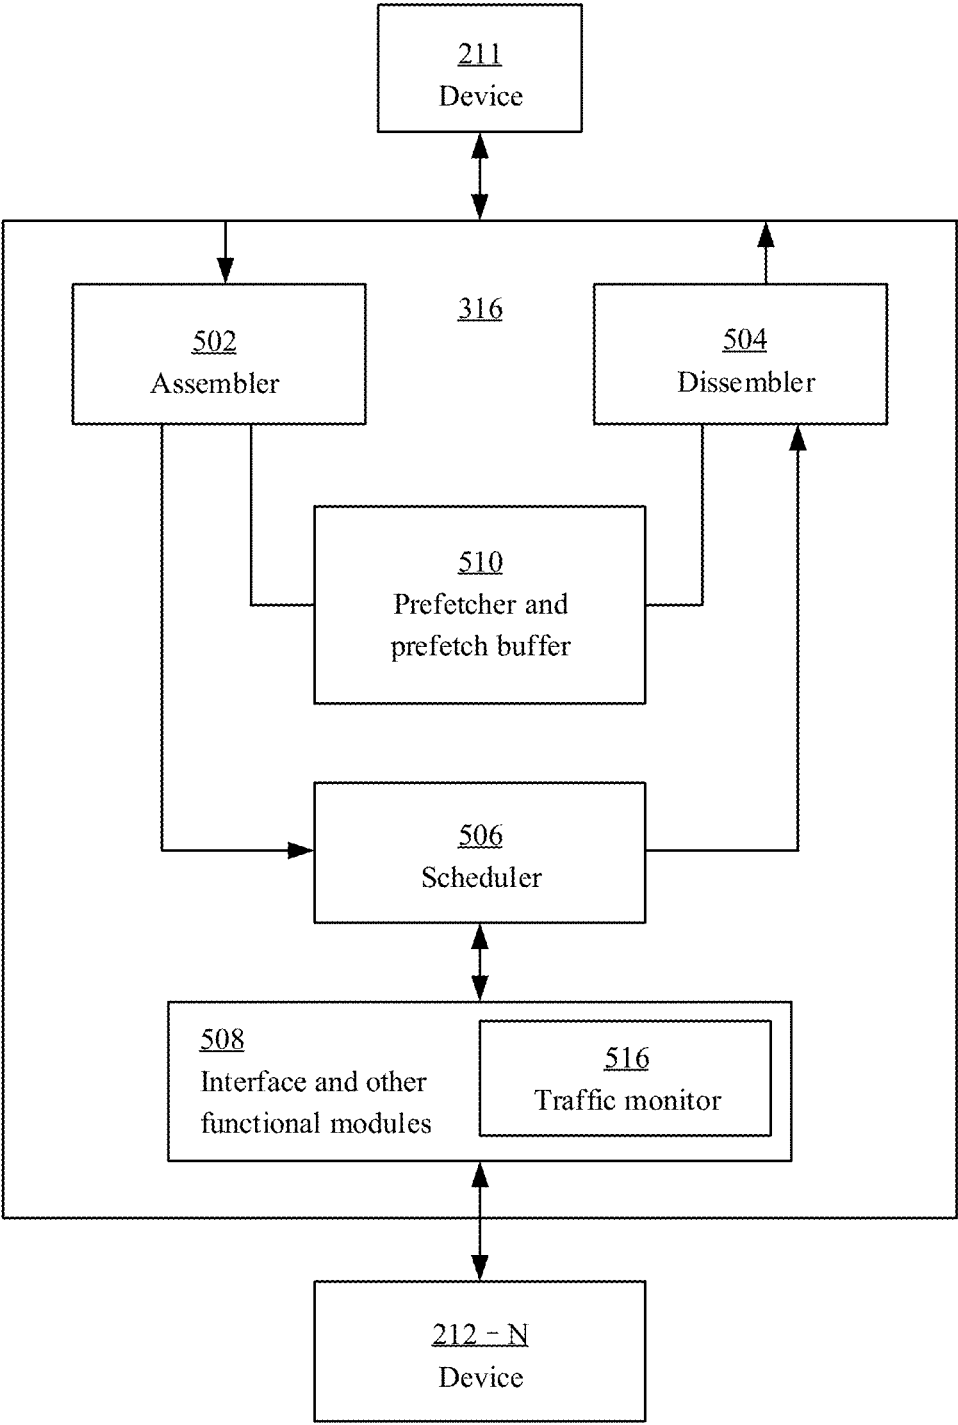 211
Device
316
502
Assembler
504
Dissembler
510
Prefetcher and
prefetch buffer
506
Scheduler
508
Interface and other
functional modules
516
Traffic monitor
212 - N
Device